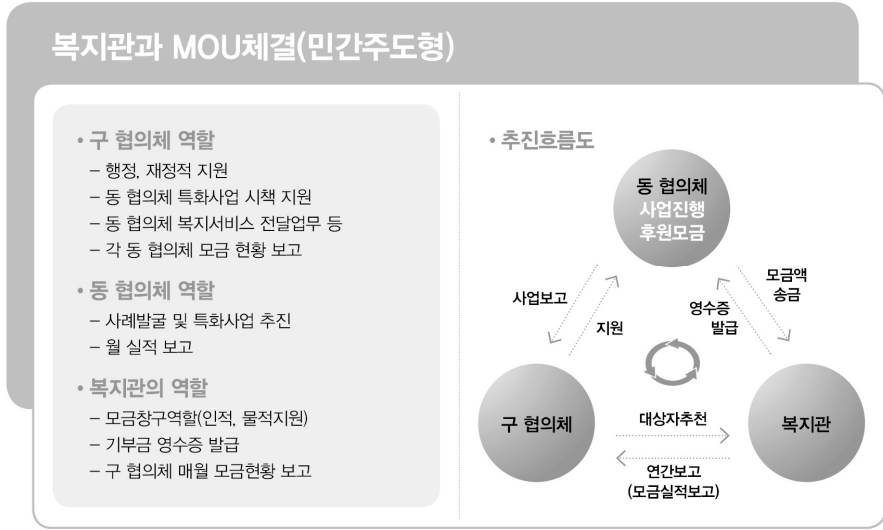 복지관과 MOU체결(민간주도형)
• 구 협의체 역할
– 행정, 재정적 지원
– 동 협의체 특화사업 시책 지원
– 동 협의체 복지서비스 전달업무 등
– 각 동 협의체 모금 현황 보고
• 동 협의체 역할
– 사례발굴 및 특화사업 추진
– 월 실적 보고
• 복지관의 역할
– 모금창구역할(인적, 물적지원)
– 기부금 영수증 발급
– 구 협의체 매월 모금현황 보고
• 추진흐름도
동 협의체
사업진행
후원모금
사업보고
지원
영수증
발급
모금액
송금
구 협의체
대상자추천
복지관
연간보고
(모금실적보고)